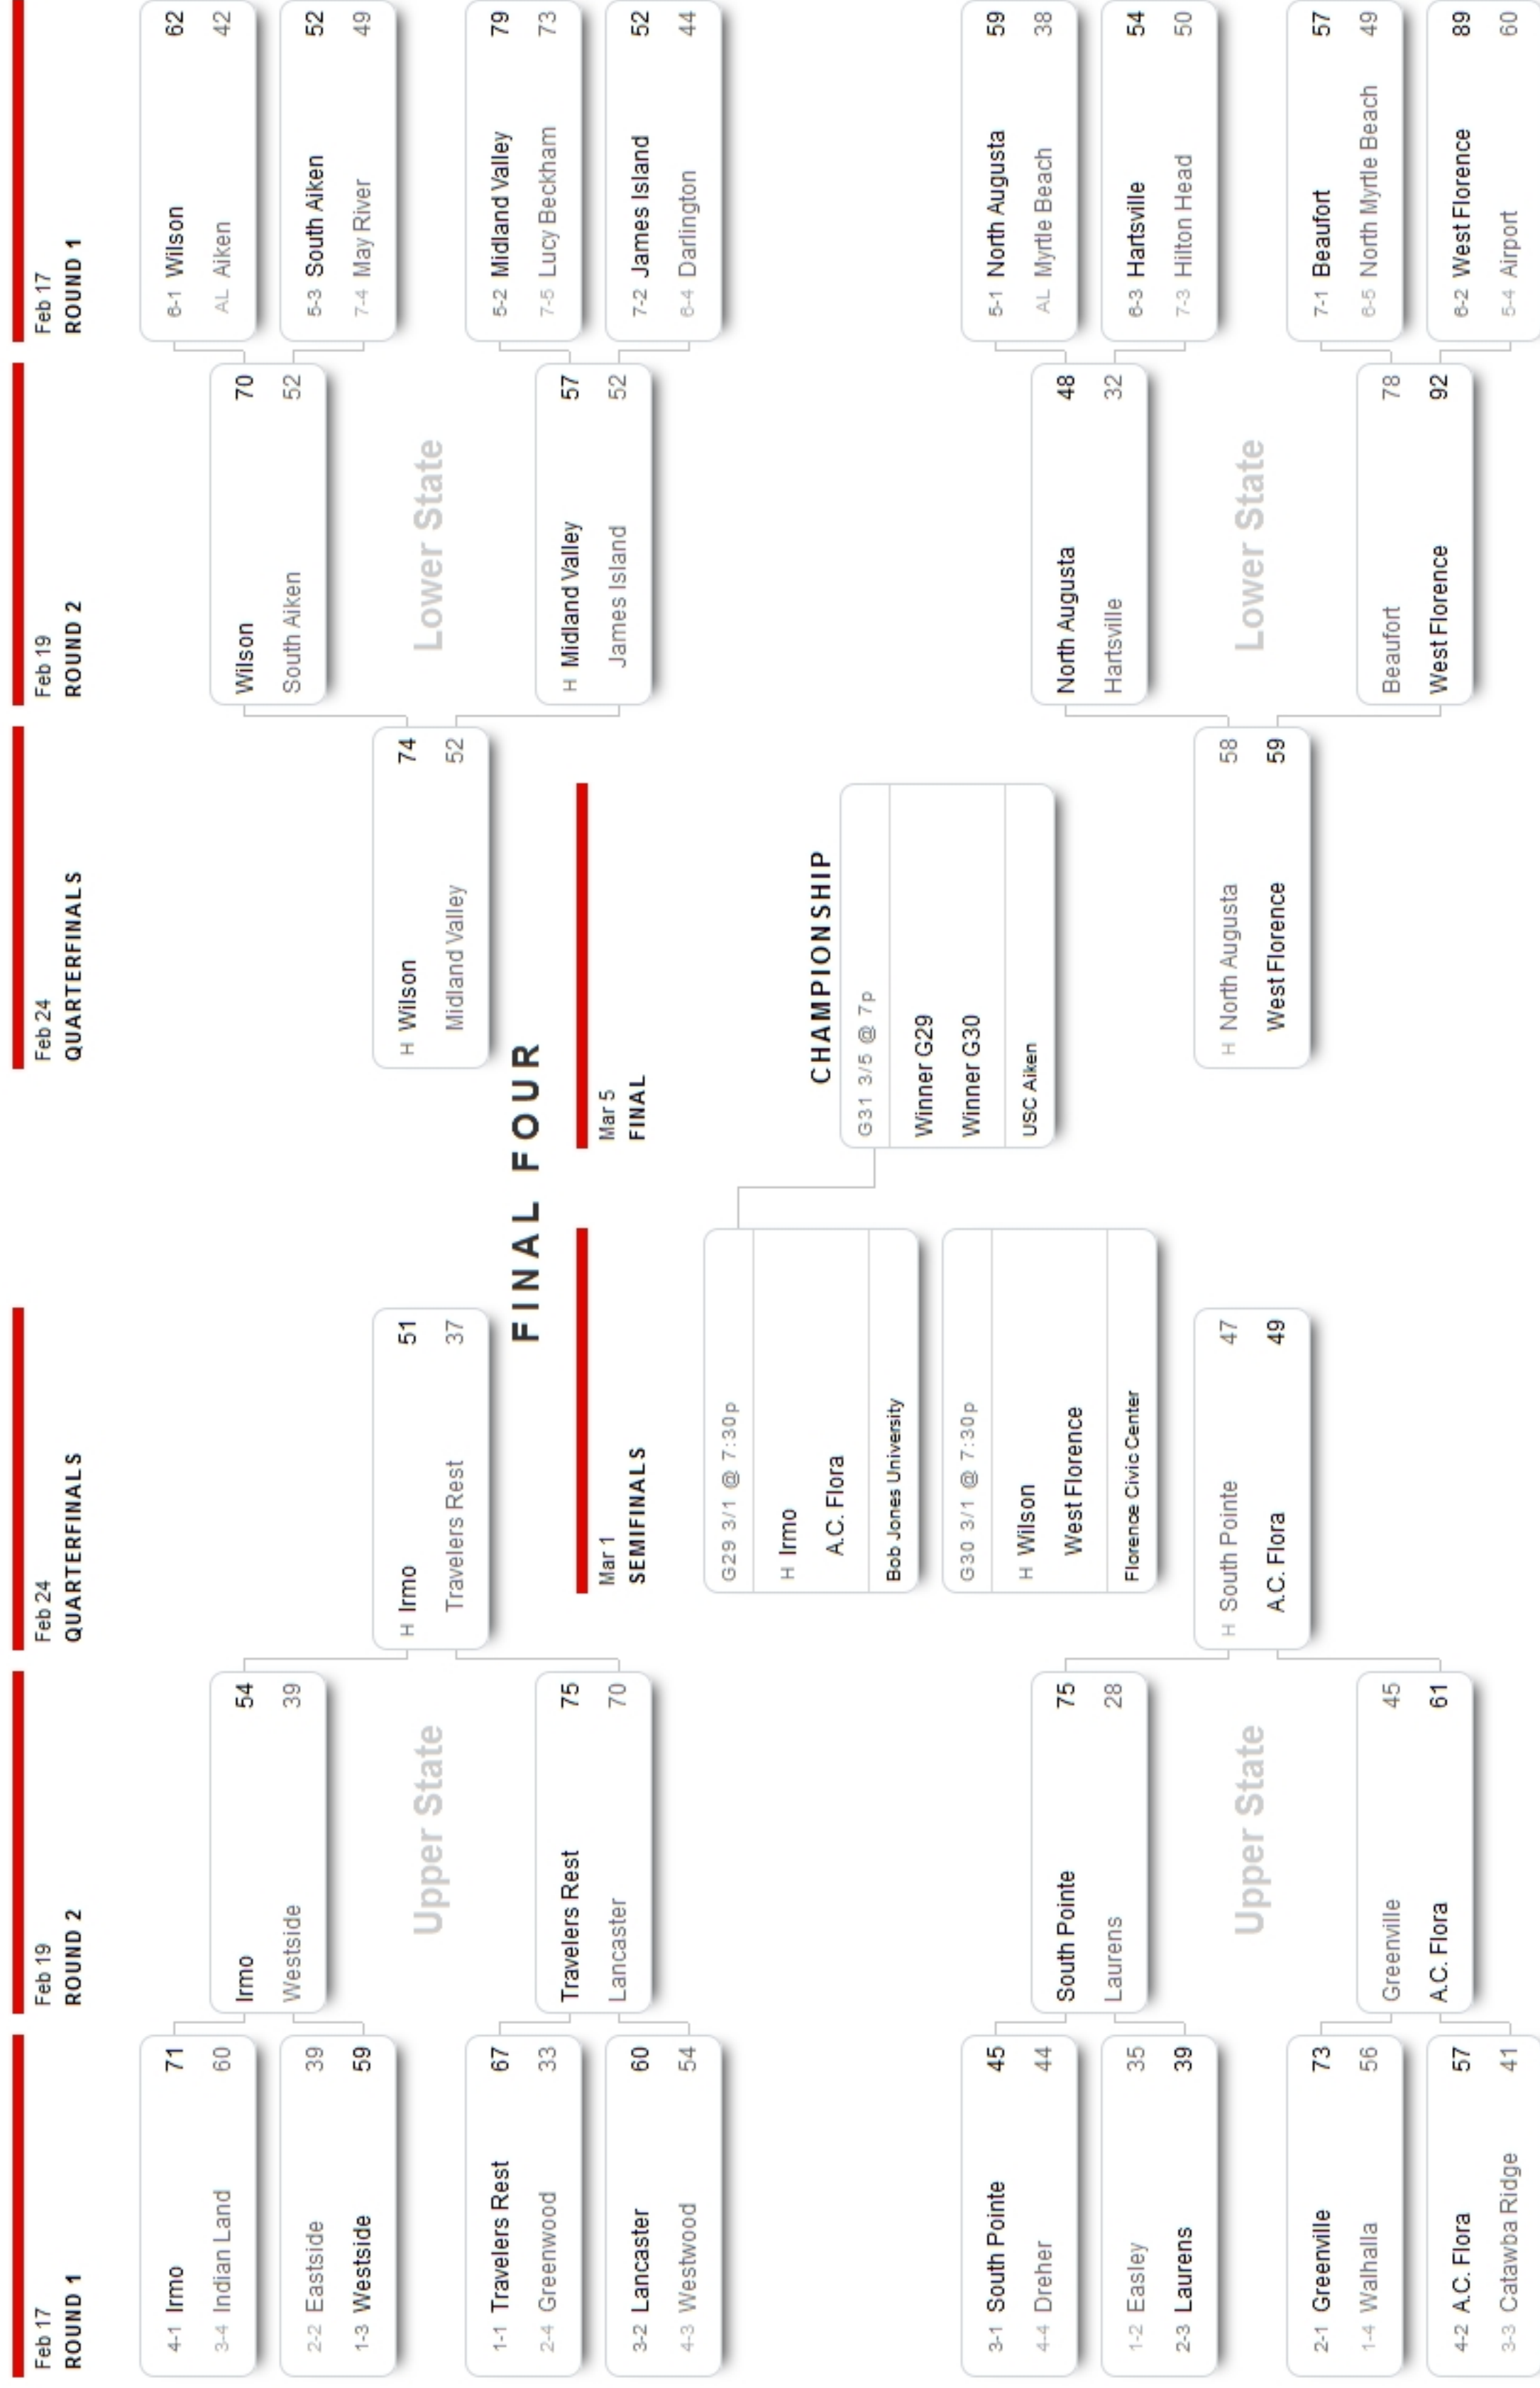 Feb 17
ROUND 1
Feb 19
ROUND 2
Feb 24
QUARTERFINALS
Feb 24
QUARTERFINALS
Feb 19
ROUND 2
Feb 17
ROUND 1
4-1 Irmo 71
3-4 Indian Land 60
2-2 Eastside 39
1-3 Westside 59
1-1 Travelers Rest 67
2-4 Greenwood 33
3-2 Lancaster 60
4-3 Westwood 54
3-1 South Pointe 45
4-4 Dreher 44
1-2 Easley 35
2-3 Laurens 39
2-1 Greenville 73
1-4 Walhalla 56
4-2 A.C. Flora 57
3-3 Catawba Ridge 41
Irmo 54
Westside 39
Upper State
Travelers Rest 75
Lancaster 70
South Pointe 75
Laurens 28
Upper State
Greenville 45
A.C. Flora 61
H Irmo 51
Travelers Rest 37
H South Pointe 47
A.C. Flora 49
FINAL FOUR
Mar 1
SEMIFINALS
G29 3/1 @ 7:30p
H Irmo
A.C. Flora
Bob Jones University
G30 3/1 @ 7:30p
H Wilson
West Florence
Florence Civic Center
Mar 5
FINAL
CHAMPIONSHIP
G31 3/5 @ 7p
Winner G29
Winner G30
USC Aiken
H Wilson 74
Midland Valley 52
H North Augusta 58
West Florence 59
Wilson 70
South Aiken 52
Lower State
H Midland Valley 57
James Island 52
North Augusta 48
Hartsville 32
Lower State
Beaufort 78
West Florence 92
6-1 Wilson 62
AL Aiken 42
5-3 South Aiken 52
7-4 May River 49
5-2 Midland Valley 79
7-5 Lucy Beckham 73
7-2 James Island 52
6-4 Darlington 44
5-1 North Augusta 59
AL Myrtle Beach 38
6-3 Hartsville 54
7-3 Hilton Head 50
7-1 Beaufort 57
6-5 North Myrtle Beach 49
6-2 West Florence 89
5-4 Airport 60